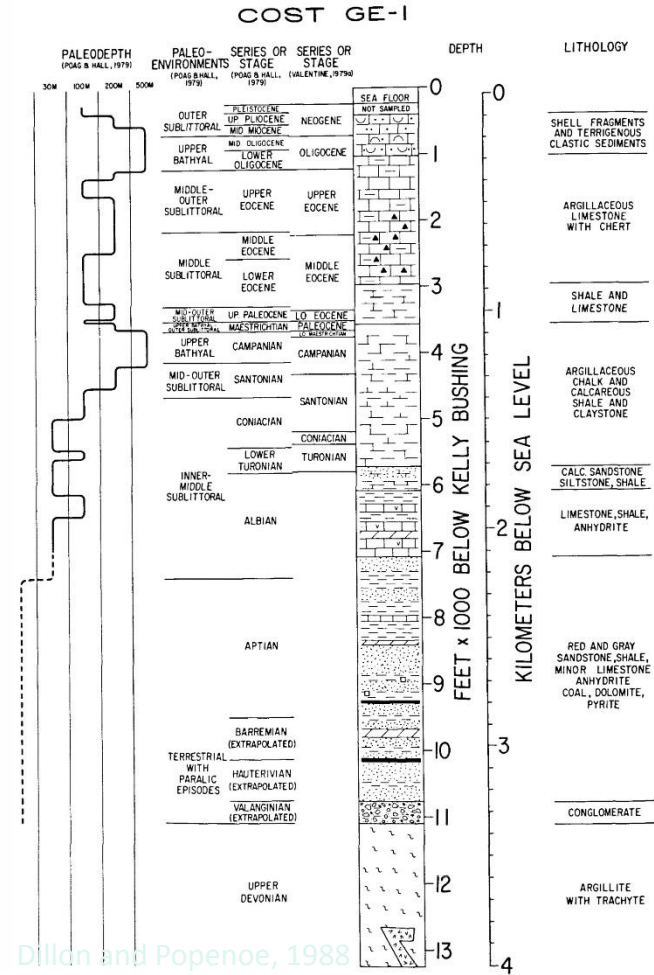 COST GE-1
PALEODEPTH
(POAG & HALL, 1979)
30M 100M 200M 500M
PALEO-
ENVIRONMENTS
(POAG & HALL,
1979)
SERIES OR
STAGE
(POAG & HALL,
1979)
SERIES OR
STAGE
(VALENTINE, 1979a)
DEPTH
LITHOLOGY
OUTER
SUBLITTORAL
UPPER
BATHYAL
MIDDLE-
OUTER
SUBLITTORAL
MIDDLE
SUBLITTORAL
MID-OUTER
SUBLITTORAL
UPPER BATHYAL
OUTER SUBLITTORAL
UPPER
BATHYAL
MID-OUTER
SUBLITTORAL
INNER-
MIDDLE
SUBLITTORAL
TERRESTRIAL
WITH
PARALIC
EPISODES
PLEISTOCENE
UP PLIOCENE
MID MIOCENE
MID OLIGOCENE
LOWER
OLIGOCENE
UPPER
EOCENE
MIDDLE
EOCENE
LOWER
EOCENE
UP PALEOCENE
MAESTRICHTIAN
CAMPANIAN
SANTONIAN
CONIACIAN
LOWER
TURONIAN
ALBIAN
APTIAN
BARREMIAN
(EXTRAPOLATED)
HAUTERIVIAN
(EXTRAPOLATED)
VALANGINIAN
(EXTRAPOLATED)
UPPER
DEVONIAN
NEOGENE
OLIGOCENE
UPPER
EOCENE
MIDDLE
EOCENE
LO EOCENE
PALEOCENE
LO MAESTRICHTIAN
CAMPANIAN
SANTONIAN
CONIACIAN
TURONIAN
SEA FLOOR
NOT SAMPLED
0
1
2
3
4
5
6
7
8
9
10
11
12
13
FEET x 1000 BELOW KELLY BUSHING
0
1
2
3
4
KILOMETERS BELOW SEA LEVEL
SHELL FRAGMENTS
AND TERRIGENOUS
CLASTIC SEDIMENTS
ARGILLACEOUS
LIMESTONE
WITH CHERT
SHALE AND
LIMESTONE
ARGILLACEOUS
CHALK AND
CALCAREOUS
SHALE AND
CLAYSTONE
CALC. SANDSTONE
SILTSTONE, SHALE
LIMESTONE, SHALE,
ANHYDRITE
RED AND GRAY
SANDSTONE, SHALE,
MINOR LIMESTONE
ANHYDRITE
COAL, DOLOMITE,
PYRITE
CONGLOMERATE
ARGILLITE
WITH TRACHYTE
Dillon and Popenoe, 1988